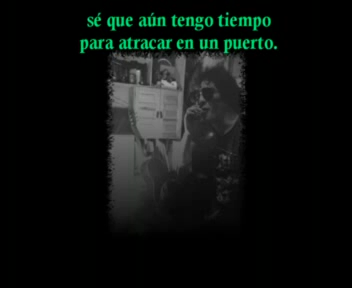 sé que aún tengo tiempo
para atracar en un puerto.